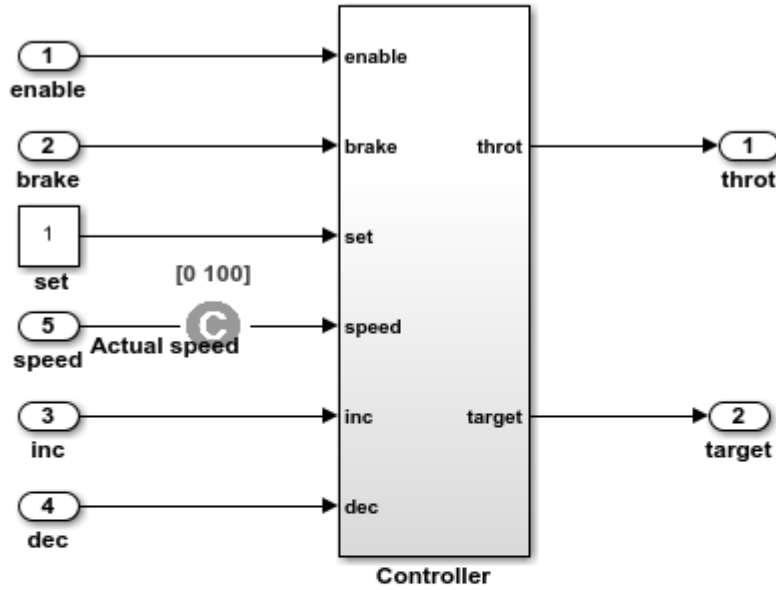 1
enable
enable
2
brake
brake
throt
1
throt
1
set
set
[0 100]
C
5
speed
Actual speed
speed
3
inc
inc
target
2
target
4
dec
dec
Controller